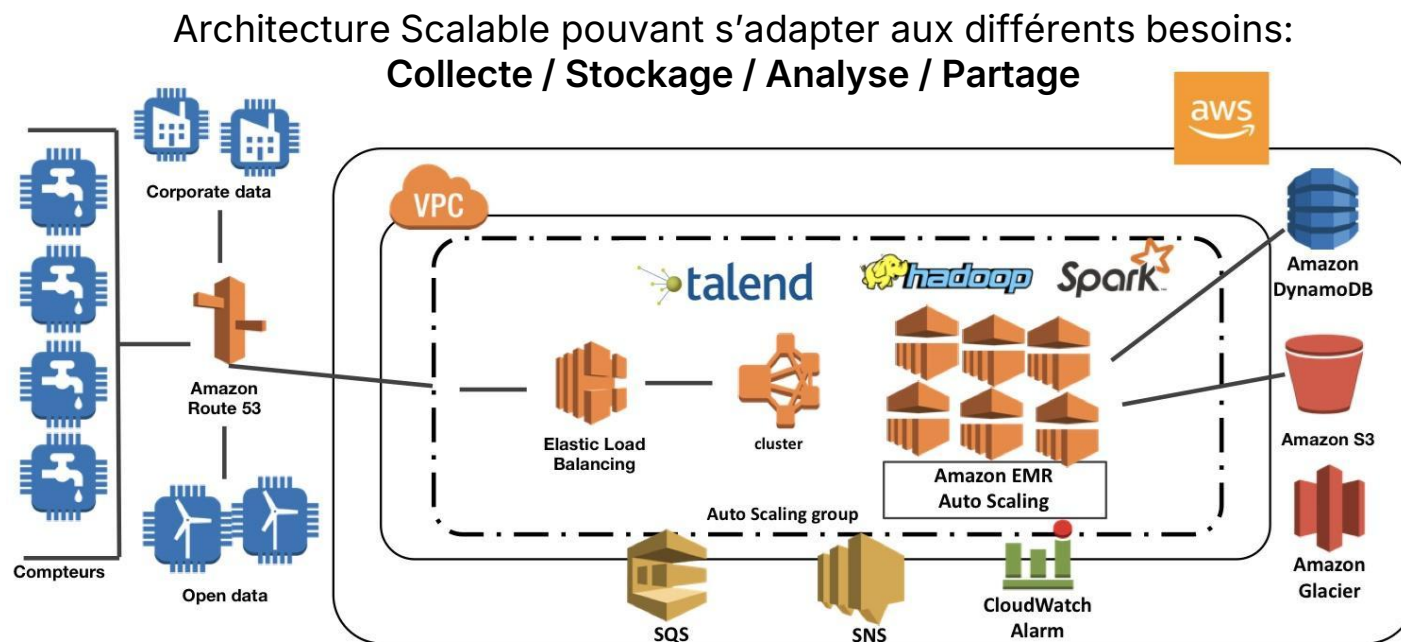 Architecture Scalable pouvant s’adapter aux différents besoins:
Collecte / Stockage / Analyse / Partage
aws
Corporate data
VPC
talend
hadoop
Spark
Amazon
DynamoDB
Amazon
Route 53
Elastic Load
Balancing
cluster
Amazon S3
Amazon EMR
Auto Scaling
Auto Scaling group
Compteurs
Open data
SQS
SNS
CloudWatch
Alarm
Amazon
Glacier